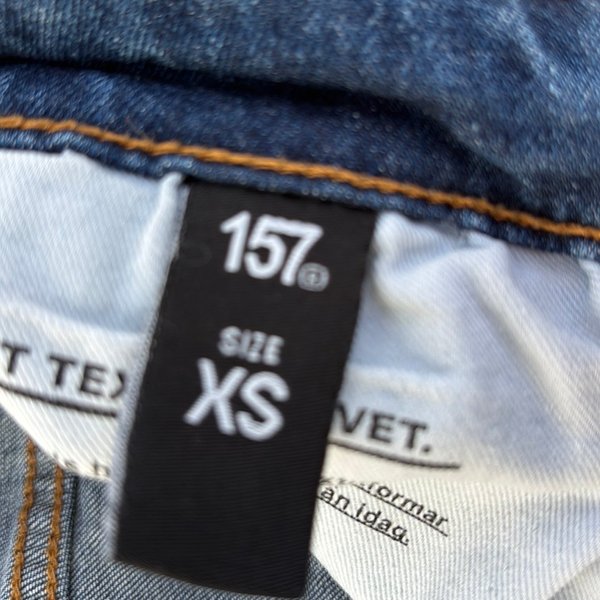 157
SIZE
XS
T TEX
VET.
formar
an idag.